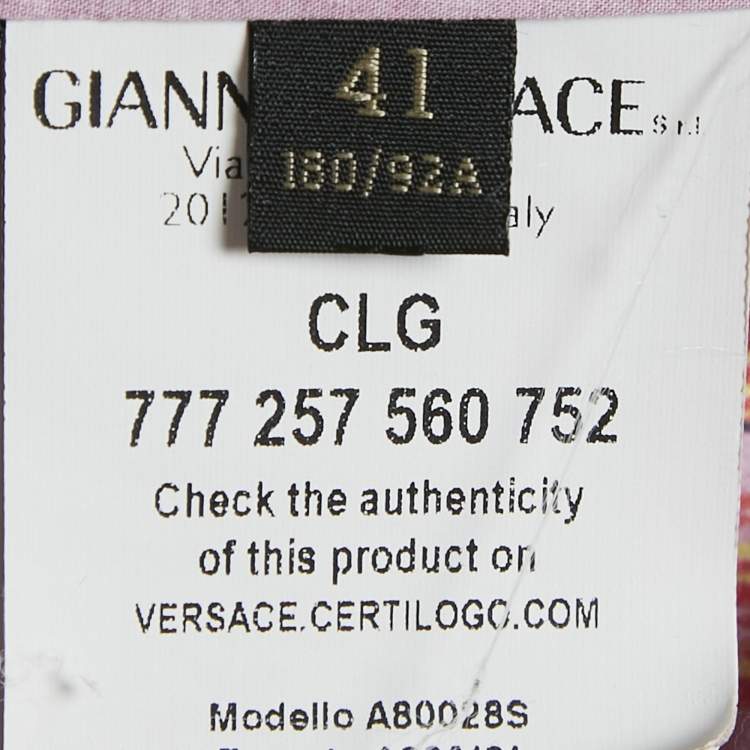 41
180/92A
GIANN ACE S.r.l
Via
20 aly
CLG
777 257 560 752
Check the authenticity
of this product on
VERSACE.CERTILOGO.COM
Modello A80028S